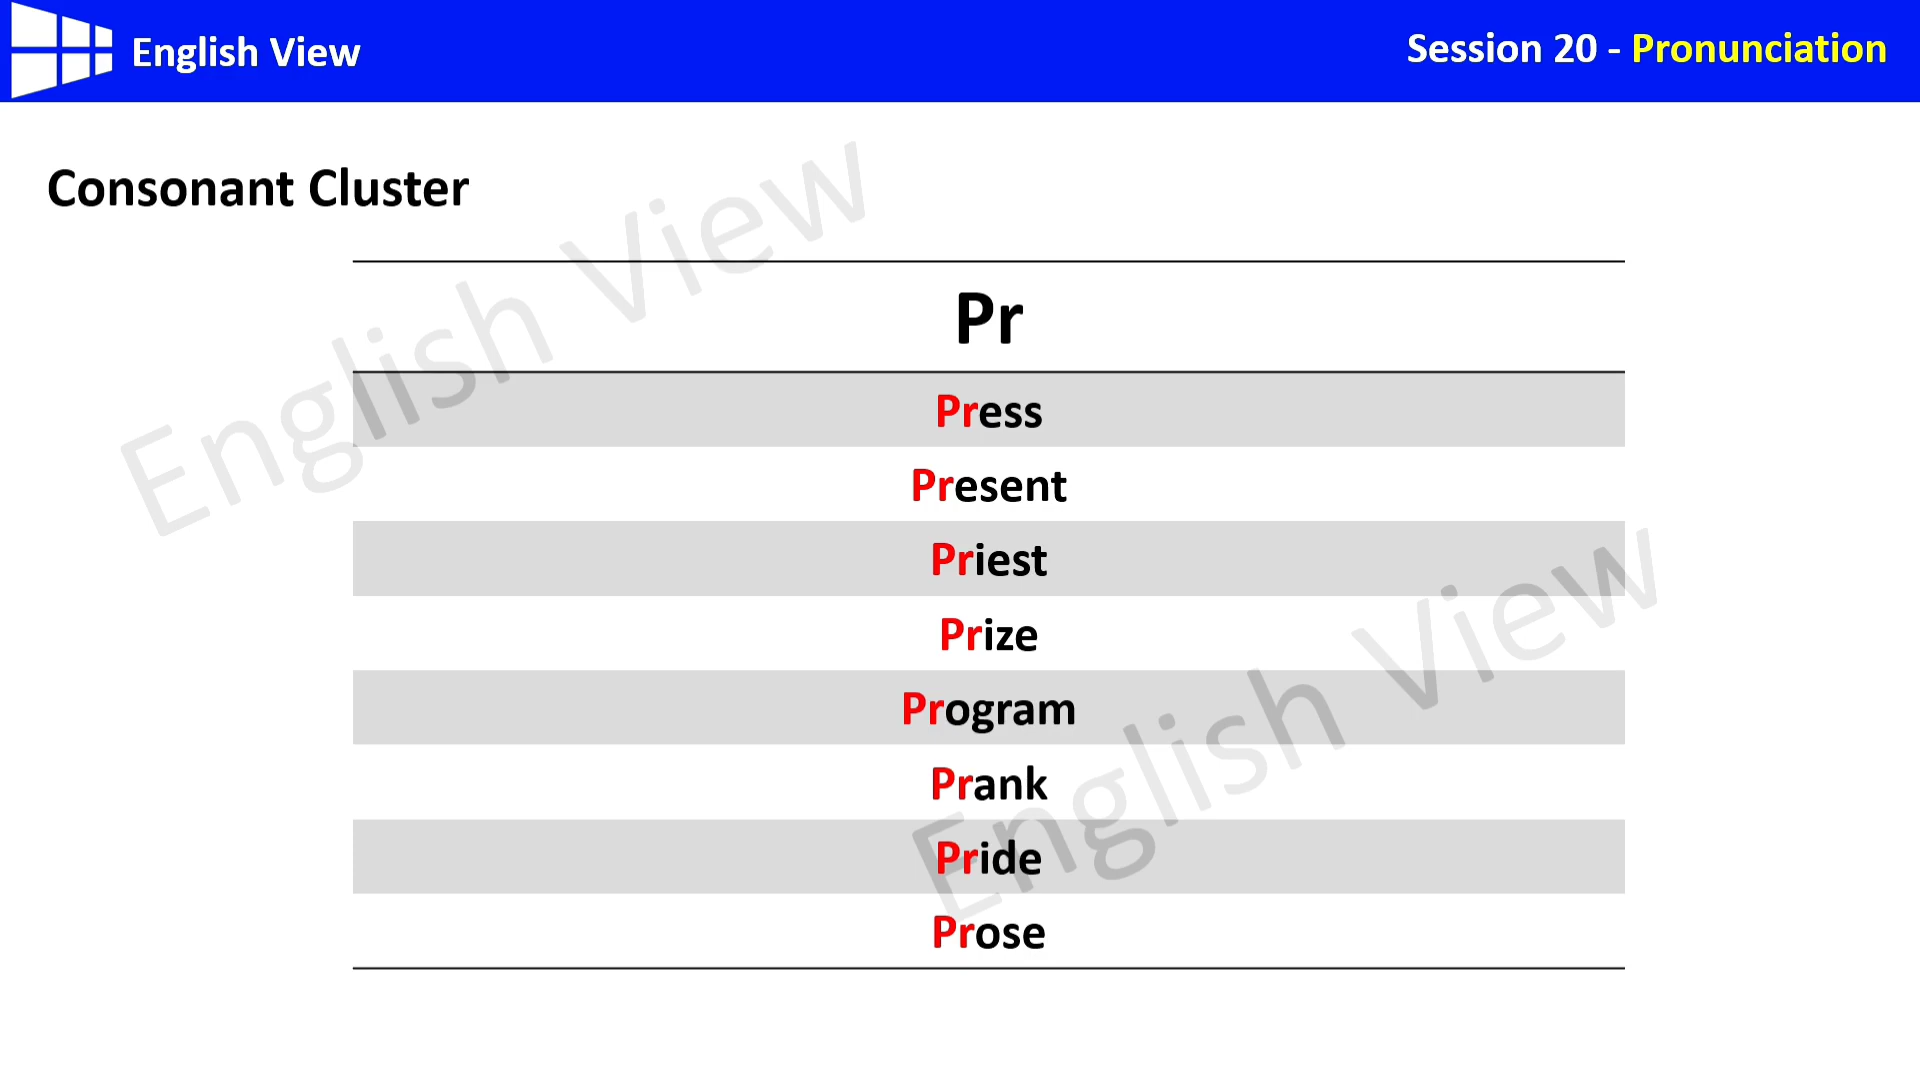 English View
Session 20 - Pronunciation
Consonant Cluster
Pr
Press
Present
Priest
Prize
Program
Prank
Pride
Prose
English View
English View